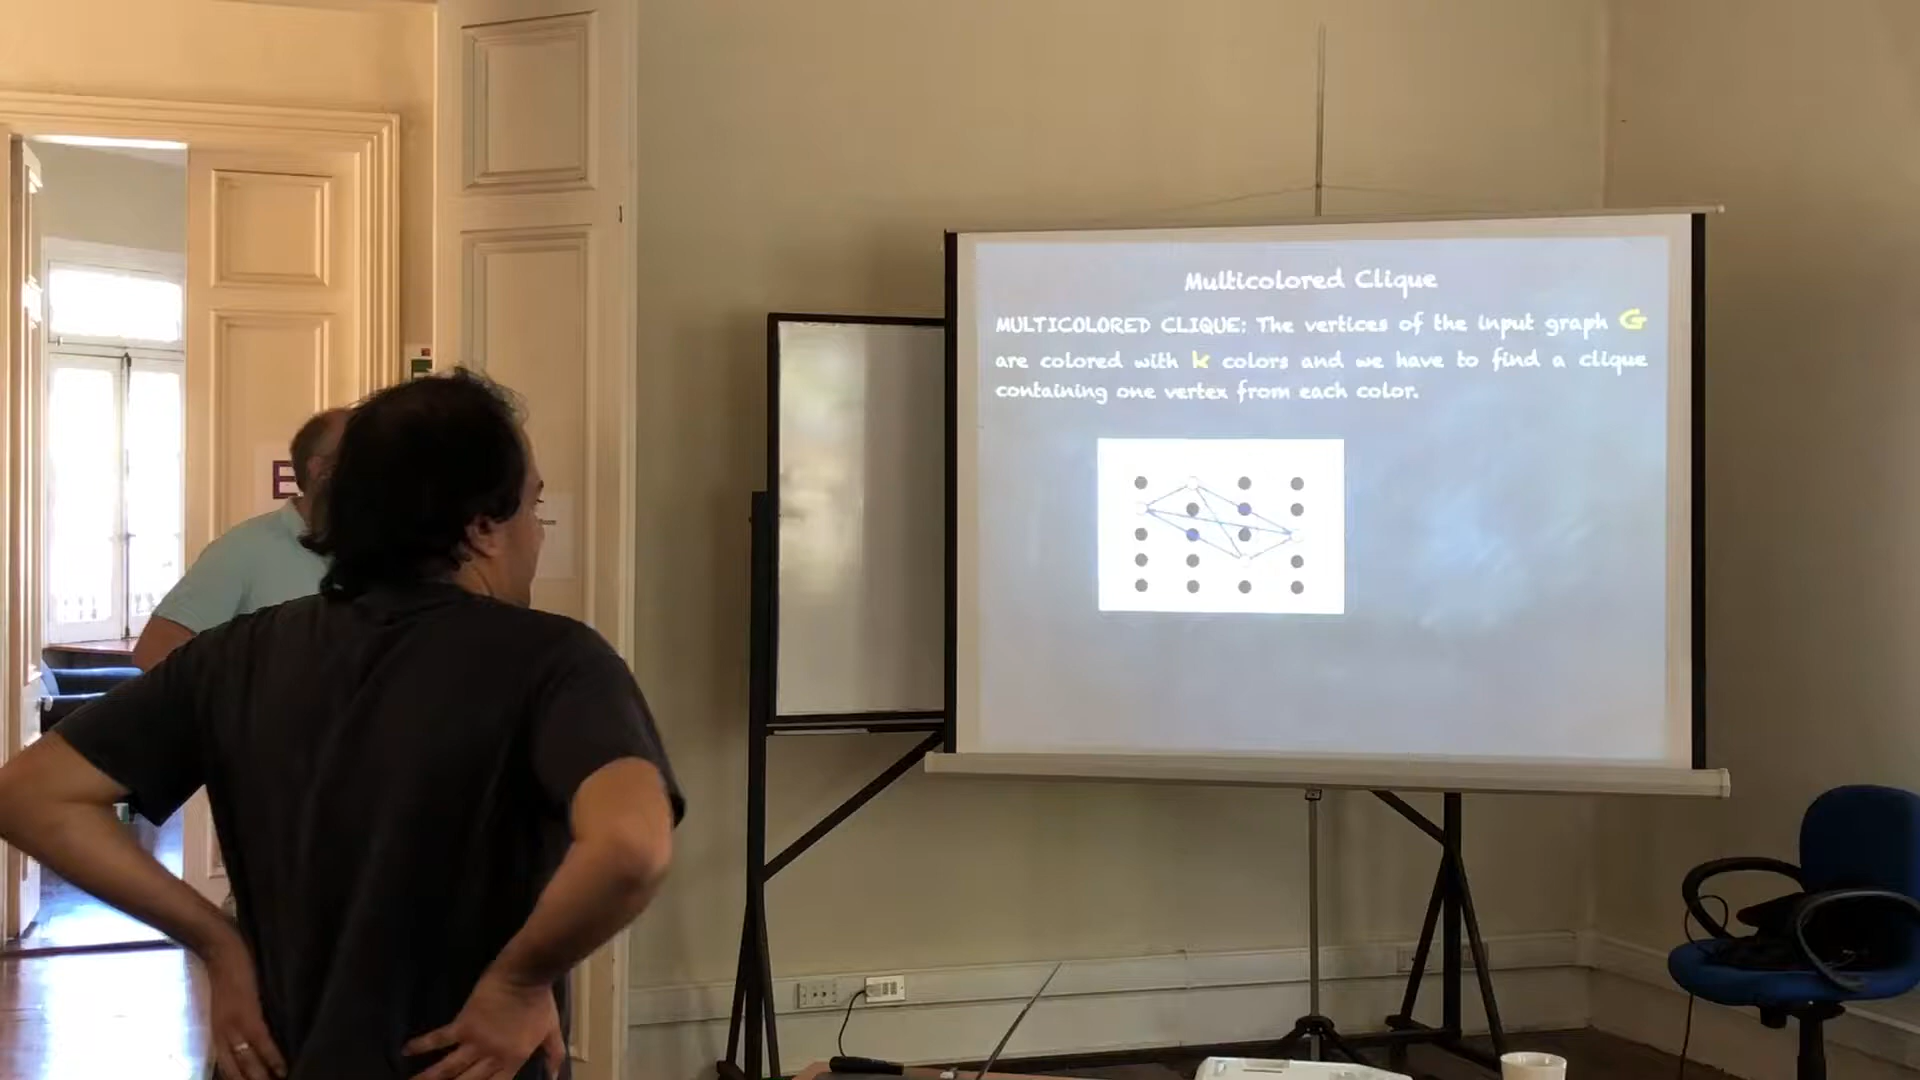 Multicolored Clique
MULTICOLORED CLIQUE: The vertices of the input graph G
are colored with k colors and we have to find a clique
containing one vertex from each color.
E